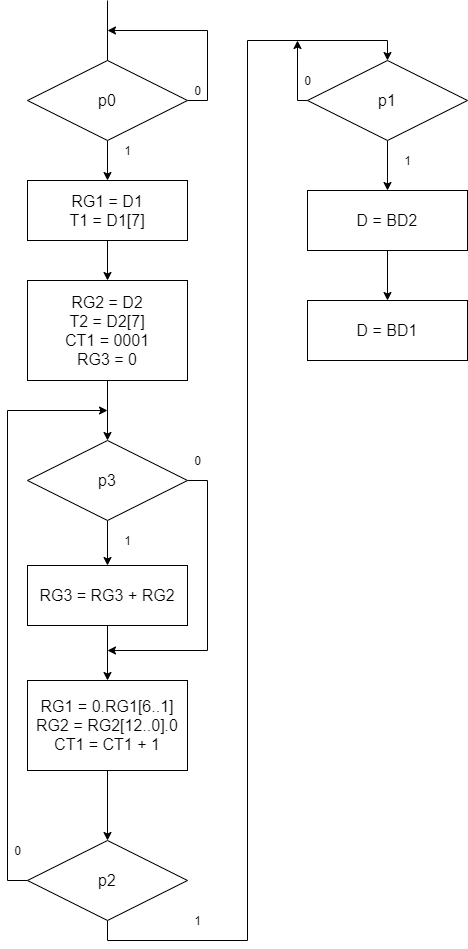 p0
0
1
RG1 = D1
T1 = D1[7]
RG2 = D2
T2 = D2[7]
CT1 = 0001
RG3 = 0
p3
0
1
RG3 = RG3 + RG2
RG1 = 0.RG1[6..1]
RG2 = RG2[12..0].0
CT1 = CT1 + 1
p2
0
1
p1
0
1
D = BD2
D = BD1